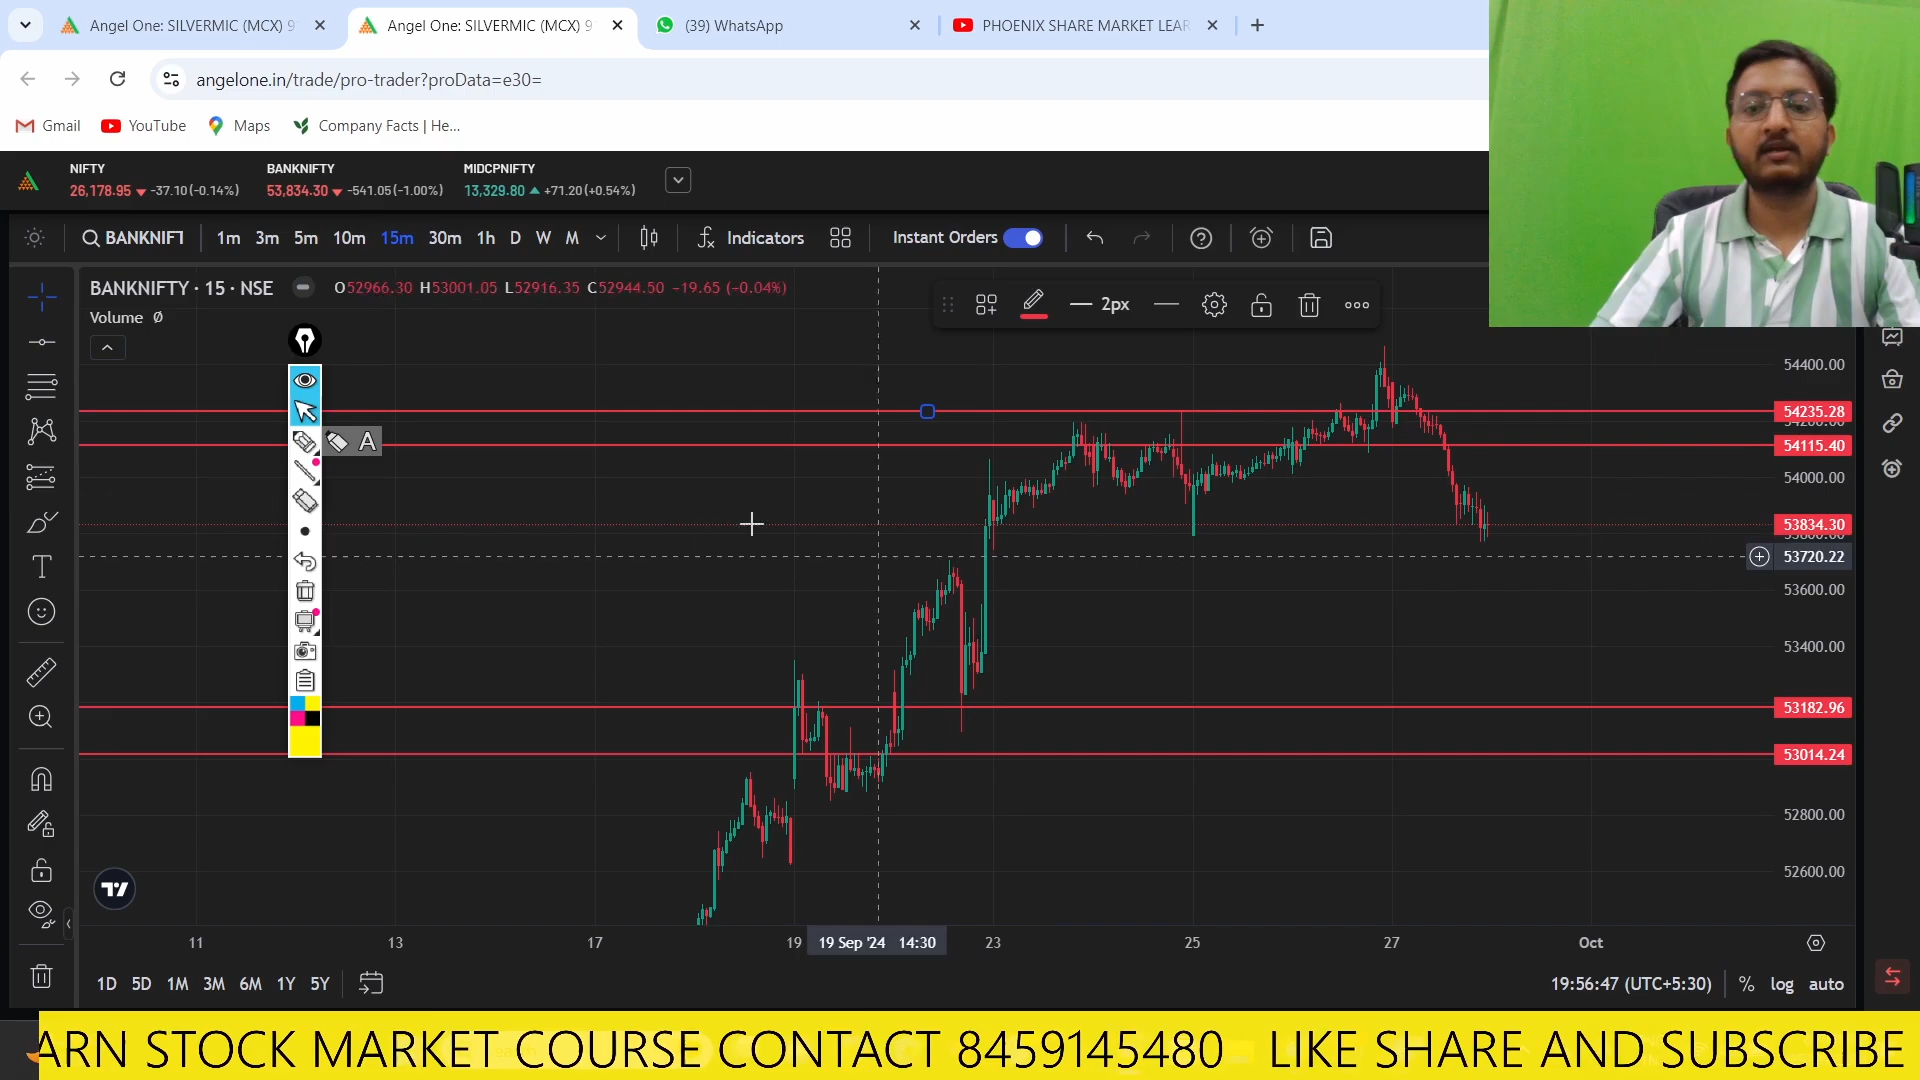 Angel One: SILVERMIC (MCX) 9
Angel One: SILVERMIC (MCX) 9
(39) WhatsApp
PHOENIX SHARE MARKET LEAR
angelone.in/trade/pro-trader?proData=e30=
Gmail
YouTube
Maps
Company Facts | He...
NIFTY
26,178.95 -37.10(-0.14%)
BANKNIFTY
53,834.30 -541.05(-1.00%)
MIDCPNIFTY
13,329.80 +71.20(+0.54%)
BANKNIFT
1m 3m 5m 10m 15m 30m 1h D W M
Indicators
Instant Orders
BANKNIFTY · 15 · NSE
O52966.30 H53001.05 L52916.35 C52944.50 -19.65 (-0.04%)
Volume Ø
2px
A
54400.00
54235.28
54115.40
54000.00
53834.30
53720.22
53600.00
53400.00
53182.96
53014.24
52800.00
52600.00
11 13 17 19 19 Sep '24 14:30 23 25 27 Oct
1D 5D 1M 3M 6M 1Y 5Y
19:56:47 (UTC+5:30) % log auto
ARN STOCK MARKET COURSE CONTACT 8459145480 LIKE SHARE AND SUBSCRIBE